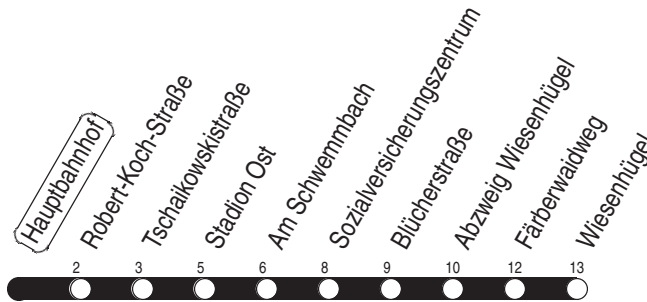 Hauptbahnhof
Robert-Koch-Straße
Tschaikowskistraße
Stadion Ost
Am Schwemmbach
Sozialversicherungszentrum
Blücherstraße
Abzweig Wiesenhügel
Färberwaidweg
Wiesenhügel
2 3 5 6 8 9 10 12 13